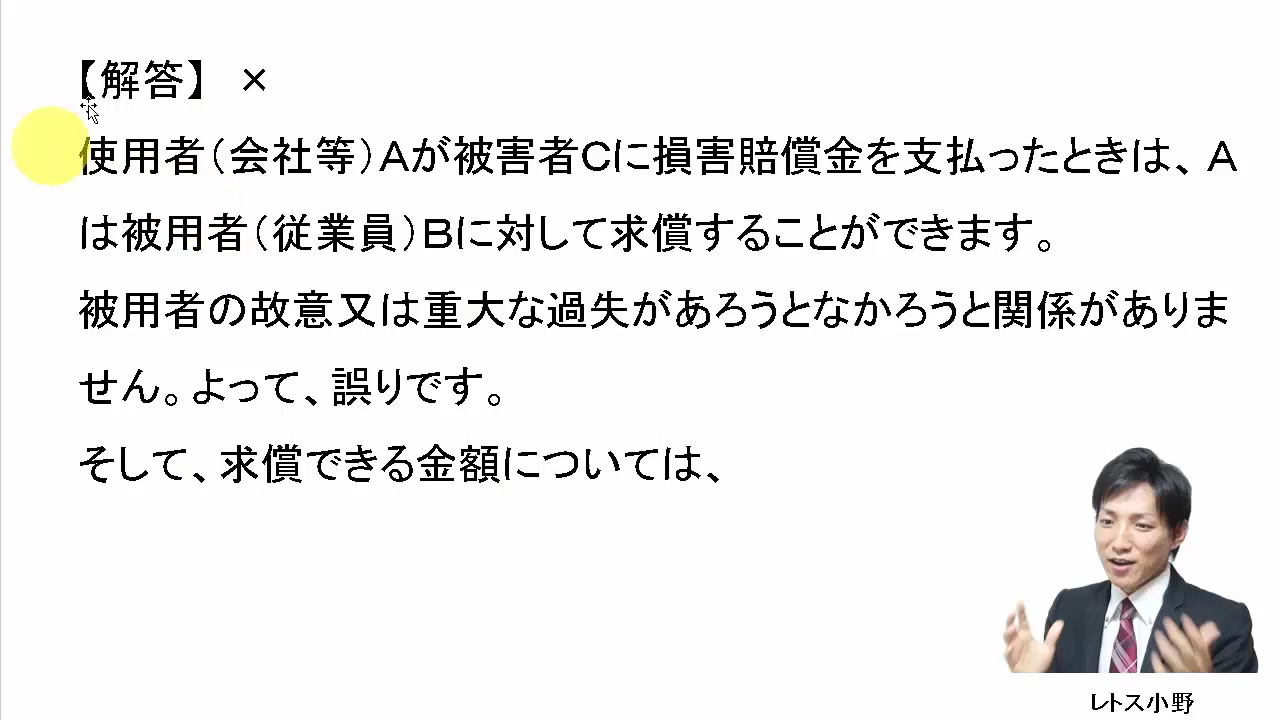 【解答】 ×
使用者（会社等）Ａが被害者Ｃに損害賠償金を支払ったときは、Ａ
は被用者（従業員）Ｂに対して求償することができます。
被用者の故意又は重大な過失があろうとなかろうと関係がありま
せん。よって、誤りです。
そして、求償できる金額については、
レトス小野